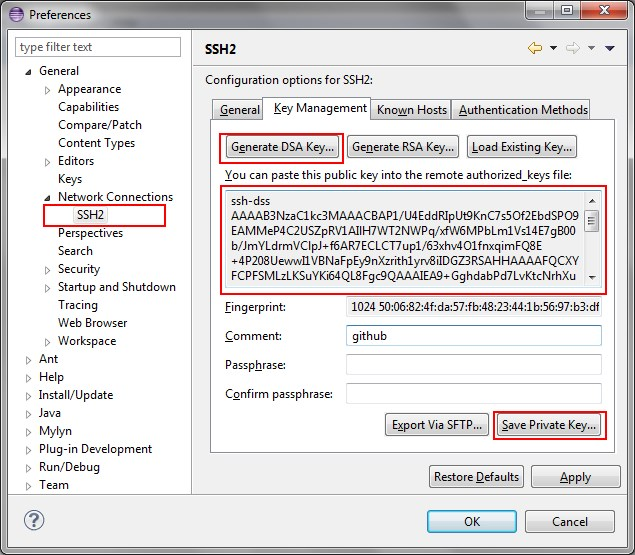 Preferences
type filter text
General
Appearance
Capabilities
Compare/Patch
Content Types
Editors
Keys
Network Connections
SSH2
Perspectives
Search
Security
Startup and Shutdown
Tracing
Web Browser
Workspace
Ant
Help
Install/Update
Java
Mylyn
Plug-in Development
Run/Debug
Team
SSH2
Configuration options for SSH2:
General Key Management Known Hosts Authentication Methods
Generate DSA Key... Generate RSA Key... Load Existing Key...
You can paste this public key into the remote authorized_keys file:
ssh-dss
AAAAB3NzaC1kc3MAAACBAP1/U4EddRIpUt9KnC7s5Of2EbdSPO9
EAMMeP4C2USZpRV1AIlH7WT2NWPq/xfW6MPbLm1Vs14E7gB00
b/JmYLdrmVClpJ+f6AR7ECLCT7up1/63xhv4O1fnxqimFQ8E
+4P208UewwI1VBNaFpEy9nXzrith1yrv8iIDGZ3RSAHHAAAAFQCXY
FCPFSMLzLKSuYKi64QL8Fgc9QAAAIEA9+GghdabPd7LvKtcNrhXu
Fingerprint: 1024 50:06:82:4f:da:57:fb:48:23:44:1b:56:97:b3:df
Comment: github
Passphrase:
Confirm passphrase:
Export Via SFTP... Save Private Key...
Restore Defaults Apply
OK Cancel